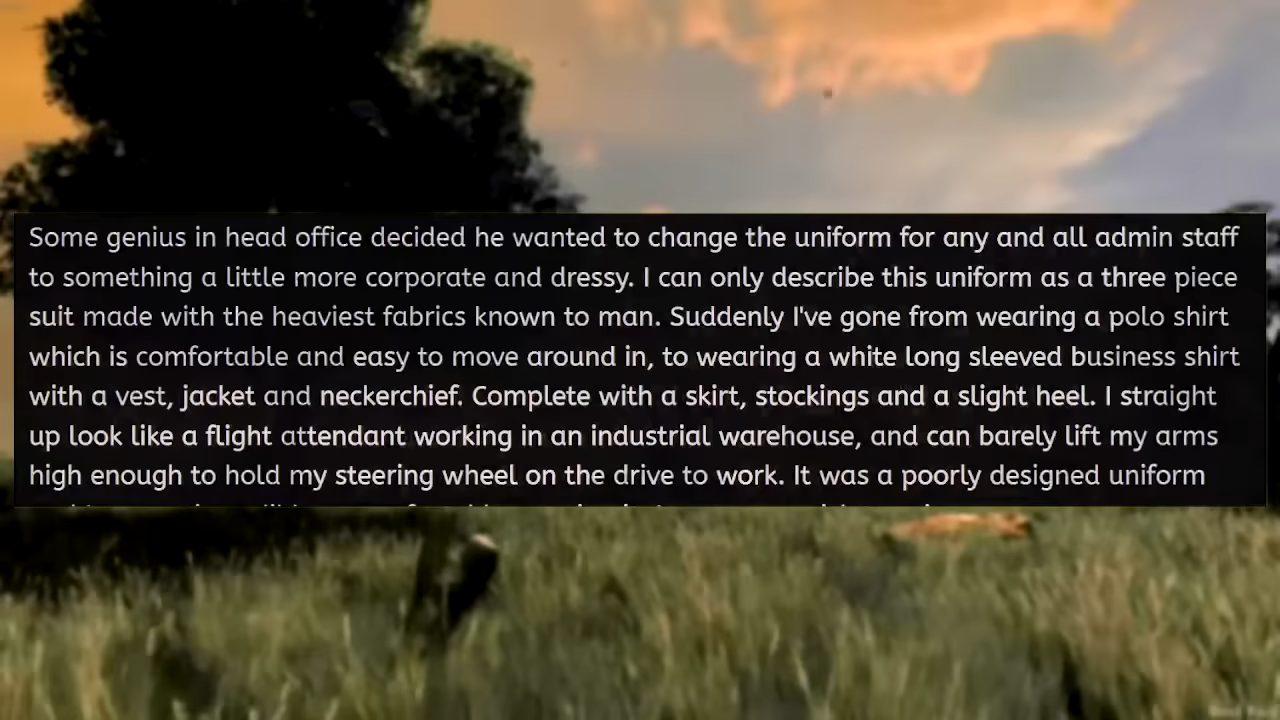 Some genius in head office decided he wanted to change the uniform for any and all admin staff
to something a little more corporate and dressy. I can only describe this uniform as a three piece
suit made with the heaviest fabrics known to man. Suddenly I've gone from wearing a polo shirt
which is comfortable and easy to move around in, to wearing a white long sleeved business shirt
with a vest, jacket and neckerchief. Complete with a skirt, stockings and a slight heel. I straight
up look like a flight attendant working in an industrial warehouse, and can barely lift my arms
high enough to hold my steering wheel on the drive to work. It was a poorly designed uniform